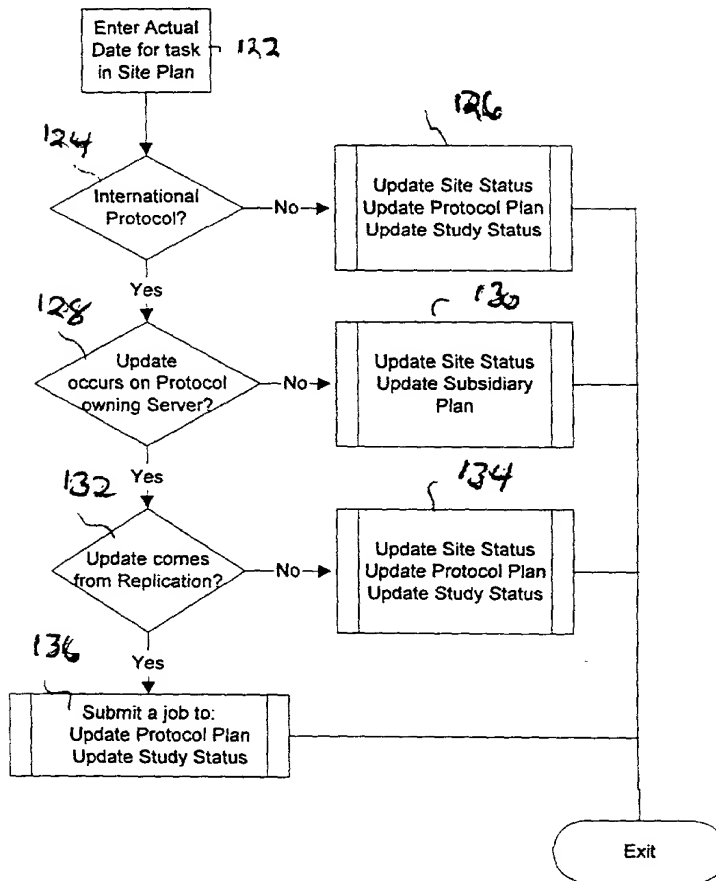 Enter Actual
Date for task
in Site Plan
122
124
International
Protocol?
No
126
Update Site Status
Update Protocol Plan
Update Study Status
Yes
128
Update
occurs on Protocol
owning Server?
No
130
Update Site Status
Update Subsidiary
Plan
Yes
132
Update comes
from Replication?
No
134
Update Site Status
Update Protocol Plan
Update Study Status
Yes
136
Submit a job to:
Update Protocol Plan
Update Study Status
Exit